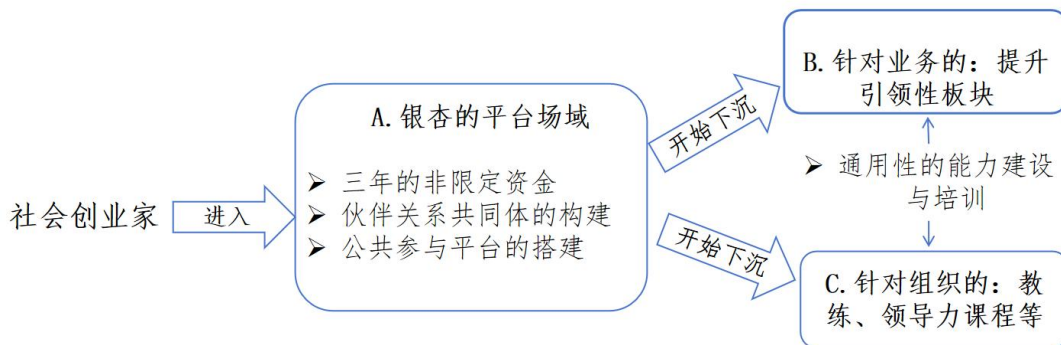 社会创业家
进入
A.银杏的平台场域
➢ 三年的非限定资金
➢ 伙伴关系共同体的构建
➢ 公共参与平台的搭建
开始下沉
开始下沉
B.针对业务的：提升
引领性板块
➢ 通用性的能力建设
与培训
C.针对组织的：教
练、领导力课程等